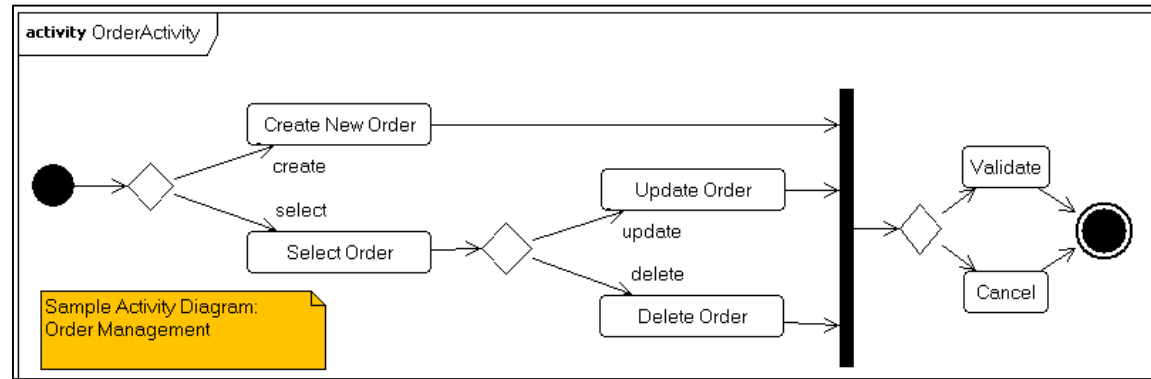 activity OrderActivity
Create New Order
create
Validate
Update Order
select
update
Select Order
delete
Cancel
Sample Activity Diagram:
Order Management
Delete Order